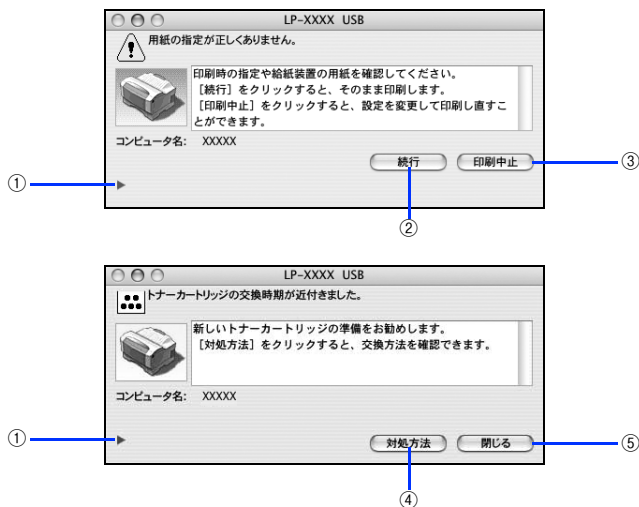 LP-XXXX USB
用紙の指定が正しくありません。
印刷時の指定や給紙装置の用紙を確認してください。
［続行］をクリックすると、そのまま印刷します。
［印刷中止］をクリックすると、設定を変更して印刷し直すこ
とができます。
コンピュータ名: XXXXX
続行 印刷中止 ③
①
②
LP-XXXX USB
トナーカートリッジの交換時期が近付きました。
新しいトナーカートリッジの準備をお勧めします。
［対処方法］をクリックすると、交換方法を確認できます。
コンピュータ名: XXXXX
① 対処方法 閉じる ⑤
④